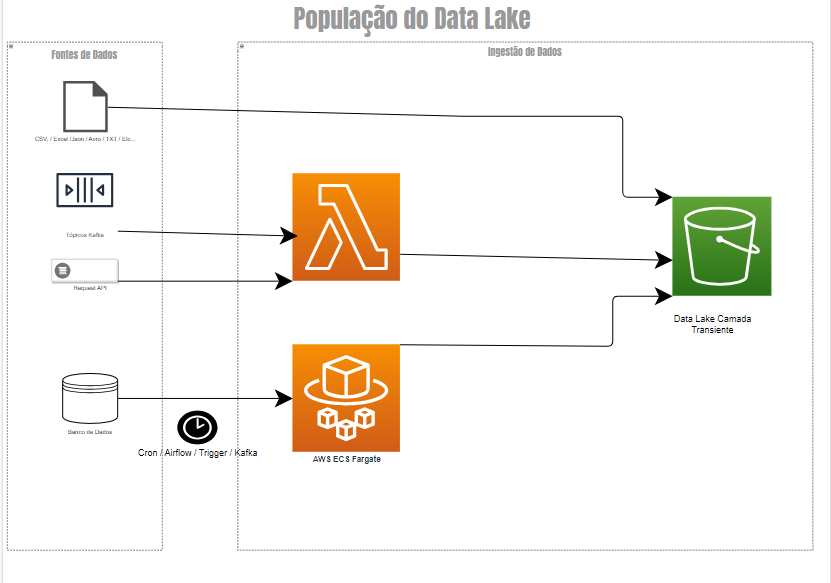 População do Data Lake
Fontes de Dados
Ingestão de Dados
CSV, / Excel /Json / Avro / TXT / Etc...
Tópicos Kafka
Request API
Banco de Dados
Cron / Airflow / Trigger / Kafka
AWS ECS Fargate
Data Lake Camada
Transiente